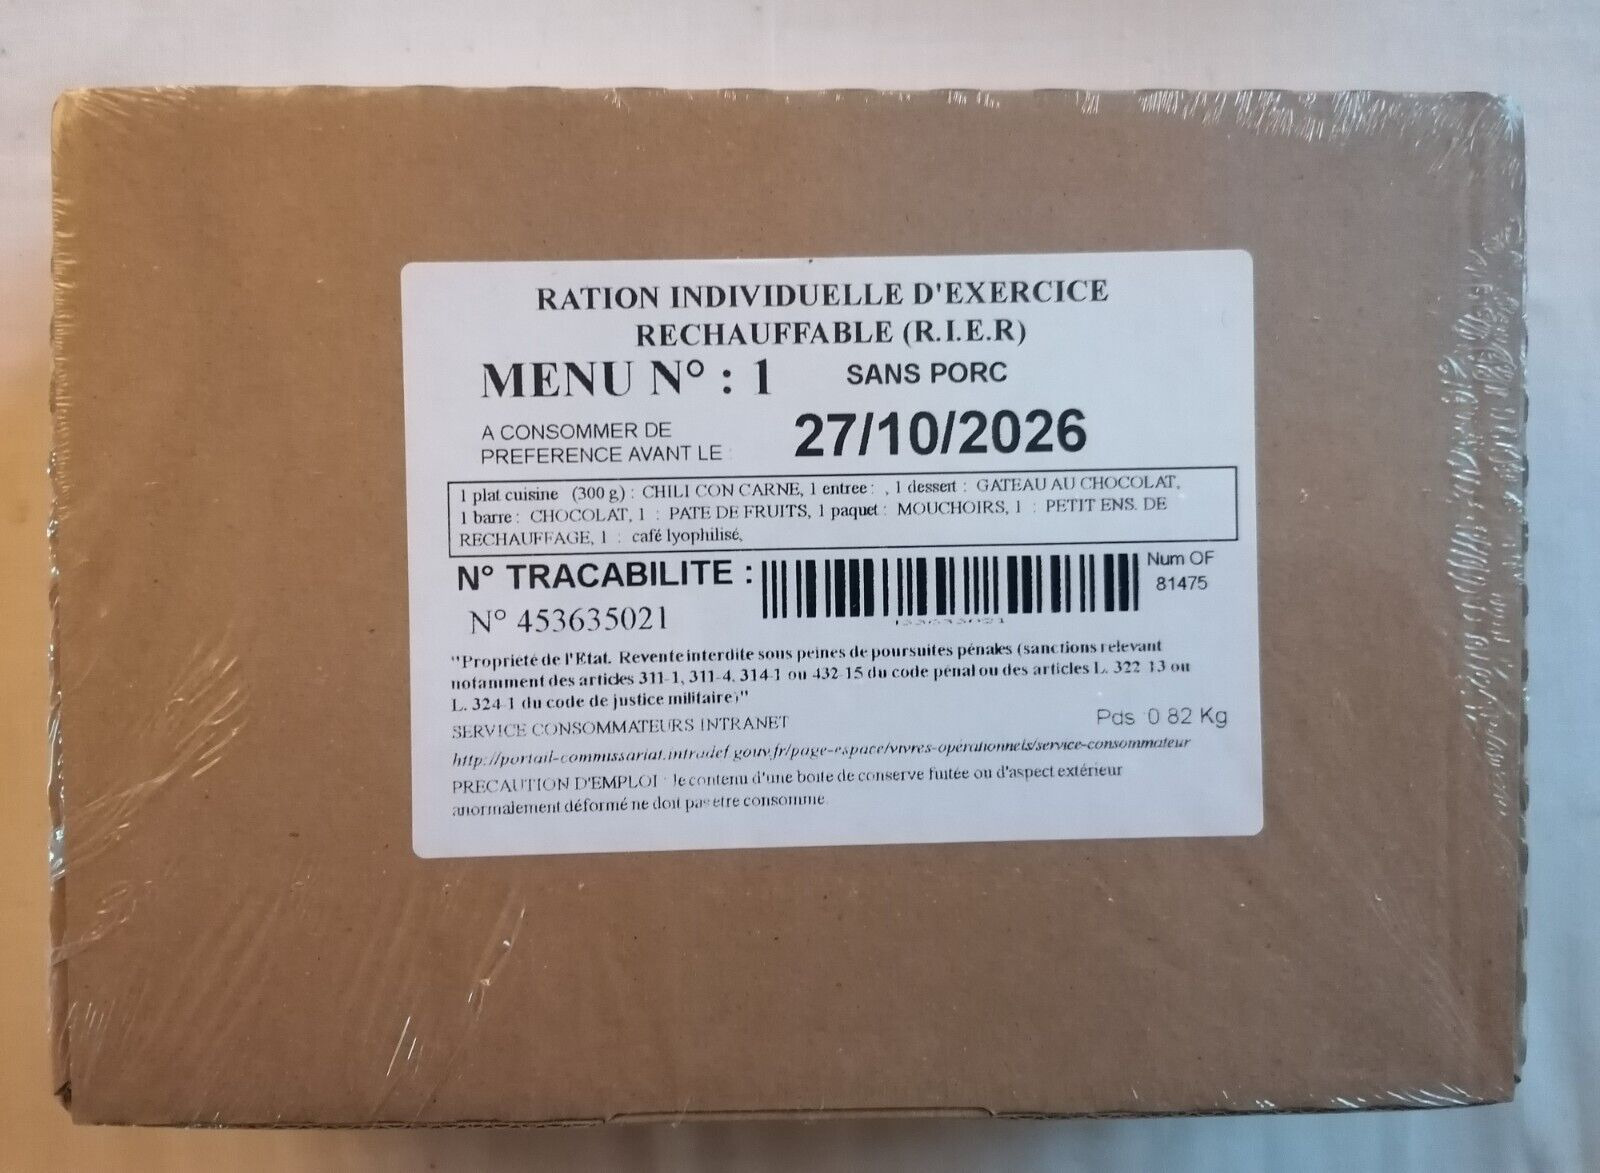 RATION INDIVIDUELLE D'EXERCICE
RECHAUFFABLE (R.I.E.R)
MENU N° : 1 SANS PORC
A CONSOMMER DE
PREFERENCE AVANT LE : 27/10/2026
1 plat cuisine (300 g) : CHILI CON CARNE, 1 entree : , 1 dessert : GATEAU AU CHOCOLAT,
1 barre : CHOCOLAT, 1 : PATE DE FRUITS, 1 paquet : MOUCHOIRS, 1 : PETIT ENS. DE
RECHAUFFAGE, 1 : café lyophilisé,
N° TRACABILITE :
N° 453635021
Num OF
81475
"Propriété de l'Etat. Revente interdite sous peines de poursuites pénales (sanctions relevant
notamment des articles 311-1, 311-4, 314-1 ou 432-15 du code pénal ou des articles L. 322-13 ou
L. 324-1 du code de justice militaire)"
SERVICE CONSOMMATEURS INTRANET
Pds 0 82 Kg
http://portail-commissariat.intradef.gouv.fr/page-espace/vivres-opérationnels/service-consommateur
PRECAUTION D'EMPLOI : le contenu d'une boite de conserve fuitée ou d'aspect extérieur
anormalement déformé ne doit pas etre consomme.